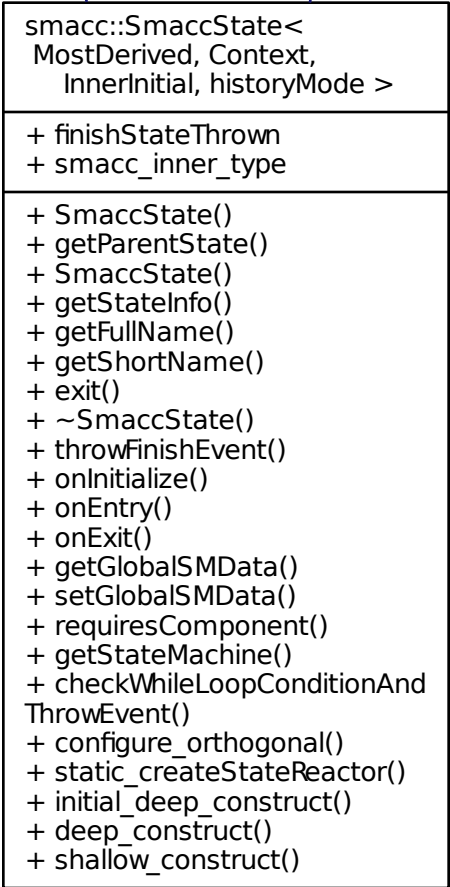 smacc::SmaccState<
MostDerived, Context,
InnerInitial, historyMode >
+ finishStateThrown
+ smacc_inner_type
+ SmaccState()
+ getParentState()
+ SmaccState()
+ getStateInfo()
+ getFullName()
+ getShortName()
+ exit()
+ ~SmaccState()
+ throwFinishEvent()
+ onInitialize()
+ onEntry()
+ onExit()
+ getGlobalSMData()
+ setGlobalSMData()
+ requiresComponent()
+ getStateMachine()
+ checkWhileLoopConditionAnd
ThrowEvent()
+ configure_orthogonal()
+ static_createStateReactor()
+ initial_deep_construct()
+ deep_construct()
+ shallow_construct()